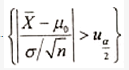 { | (X̄ − μ₀) / (σ/√n) | > u_{α/2} }